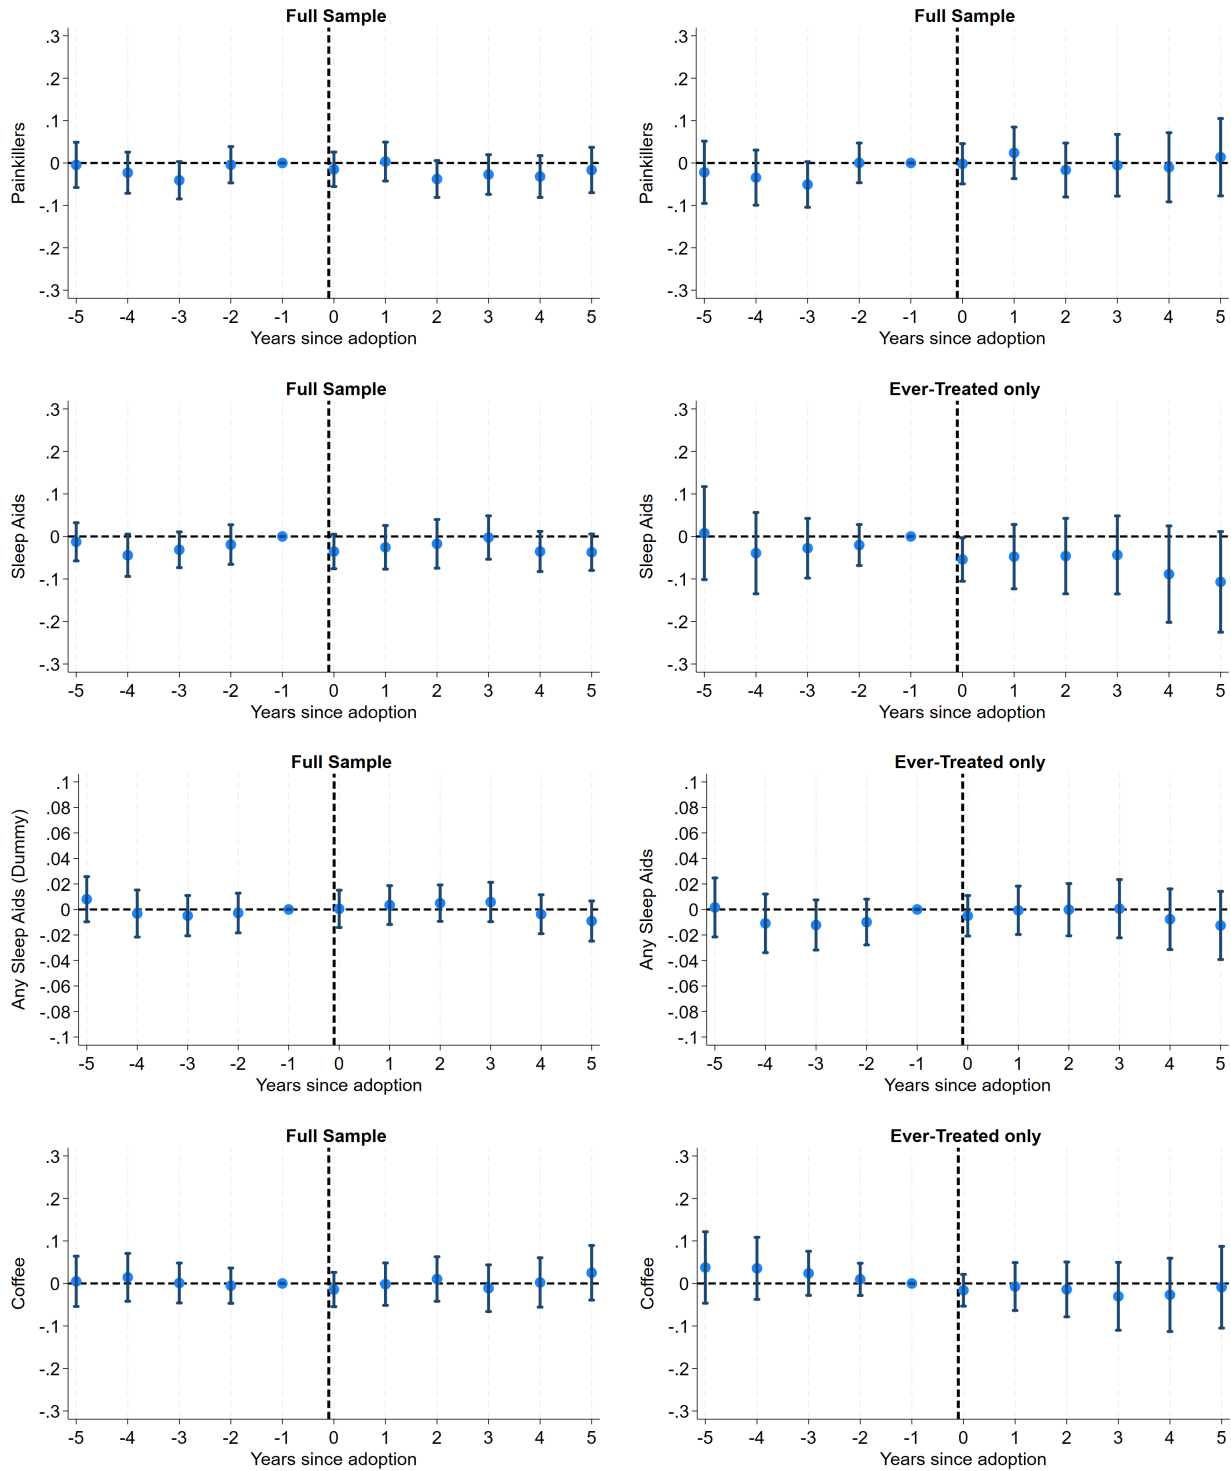 Full Sample
.3
.2
.1
0
-.1
-.2
-.3
Painkillers
-5 -4 -3 -2 -1 0 1 2 3 4 5
Years since adoption
Full Sample
.3
.2
.1
0
-.1
-.2
-.3
Painkillers
-5 -4 -3 -2 -1 0 1 2 3 4 5
Years since adoption
Full Sample
.3
.2
.1
0
-.1
-.2
-.3
Sleep Aids
-5 -4 -3 -2 -1 0 1 2 3 4 5
Years since adoption
Ever-Treated only
.3
.2
.1
0
-.1
-.2
-.3
Sleep Aids
-5 -4 -3 -2 -1 0 1 2 3 4 5
Years since adoption
Full Sample
.1
.08
.06
.04
.02
0
-.02
-.04
-.06
-.08
-.1
Any Sleep Aids (Dummy)
-5 -4 -3 -2 -1 0 1 2 3 4 5
Years since adoption
Ever-Treated only
.1
.08
.06
.04
.02
0
-.02
-.04
-.06
-.08
-.1
Any Sleep Aids
-5 -4 -3 -2 -1 0 1 2 3 4 5
Years since adoption
Full Sample
.3
.2
.1
0
-.1
-.2
-.3
Coffee
-5 -4 -3 -2 -1 0 1 2 3 4 5
Years since adoption
Ever-Treated only
.3
.2
.1
0
-.1
-.2
-.3
Coffee
-5 -4 -3 -2 -1 0 1 2 3 4 5
Years since adoption